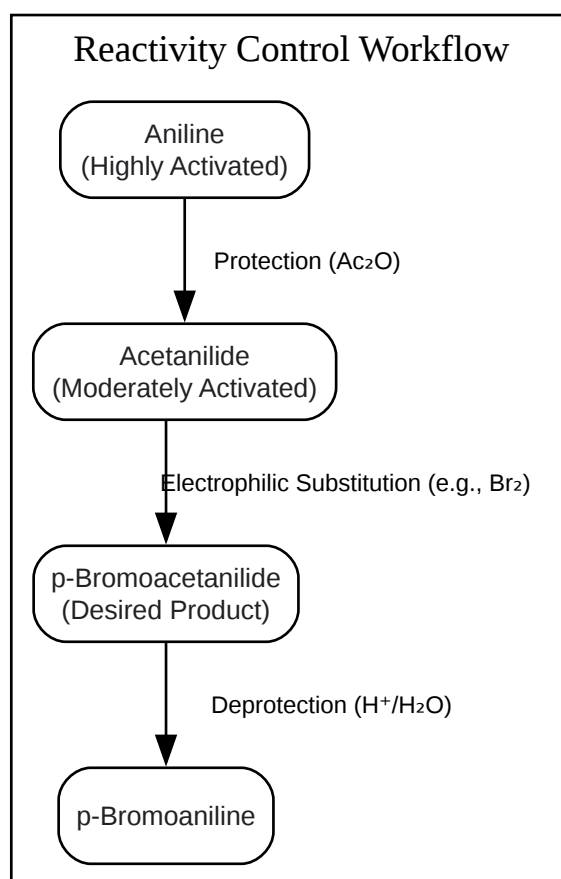 Reactivity Control Workflow
Aniline
(Highly Activated)
Protection (Ac₂O)
Acetanilide
(Moderately Activated)
Electrophilic Substitution (e.g., Br₂)
p-Bromoacetanilide
(Desired Product)
Deprotection (H⁺/H₂O)
p-Bromoaniline